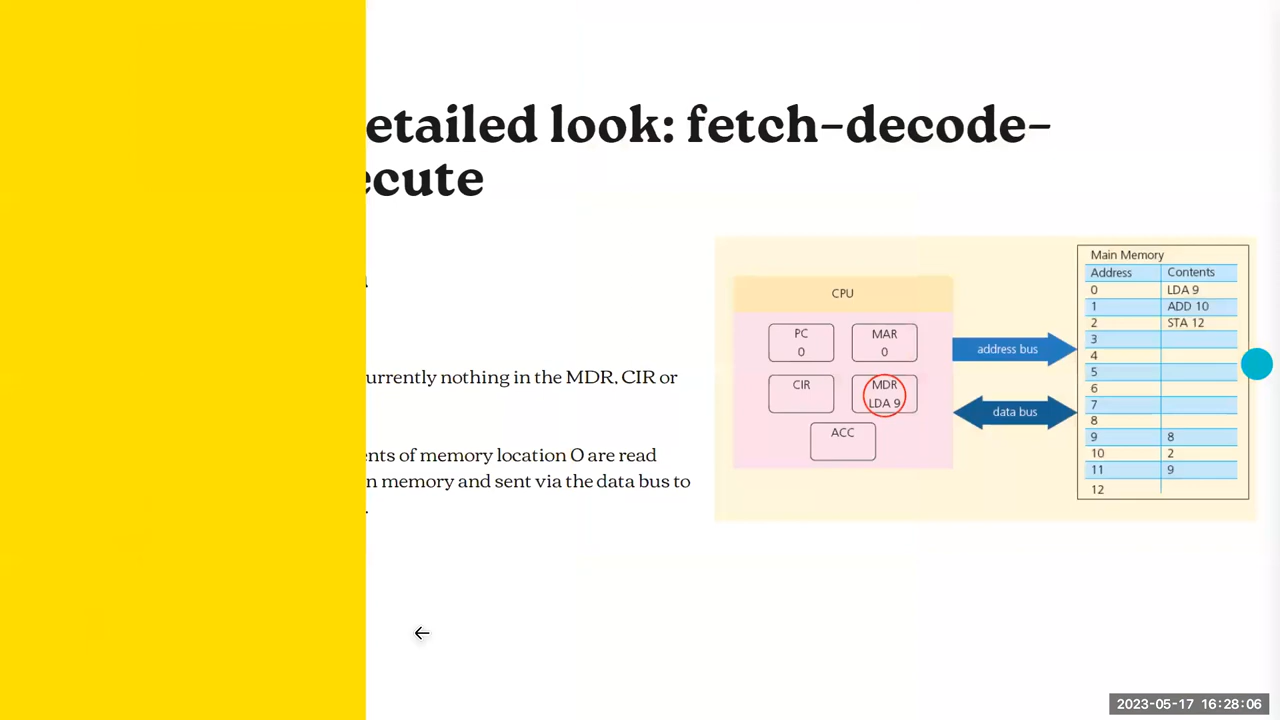 etailed look: fetch–decode–
ecute
urrently nothing in the MDR, CIR or
ents of memory location 0 are read
n memory and sent via the data bus to
CPU
PC
0
MAR
0
CIR
MDR
LDA 9
ACC
address bus
data bus
Main Memory
Address Contents
0 LDA 9
1 ADD 10
2 STA 12
3
4
5
6
7
8
9 8
10 2
11 9
12
2023-05-17 16:28:06